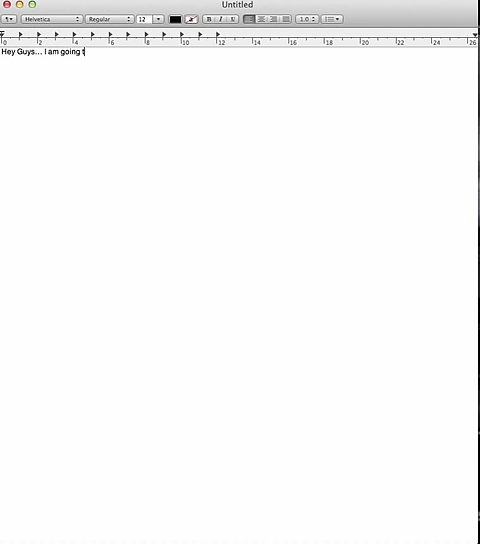 Untitled
¶ Helvetica Regular 12 a B I U 1.0
0 2 4 6 8 10 12 14 16 18 20 22 24 26
Hey Guys... I am going t